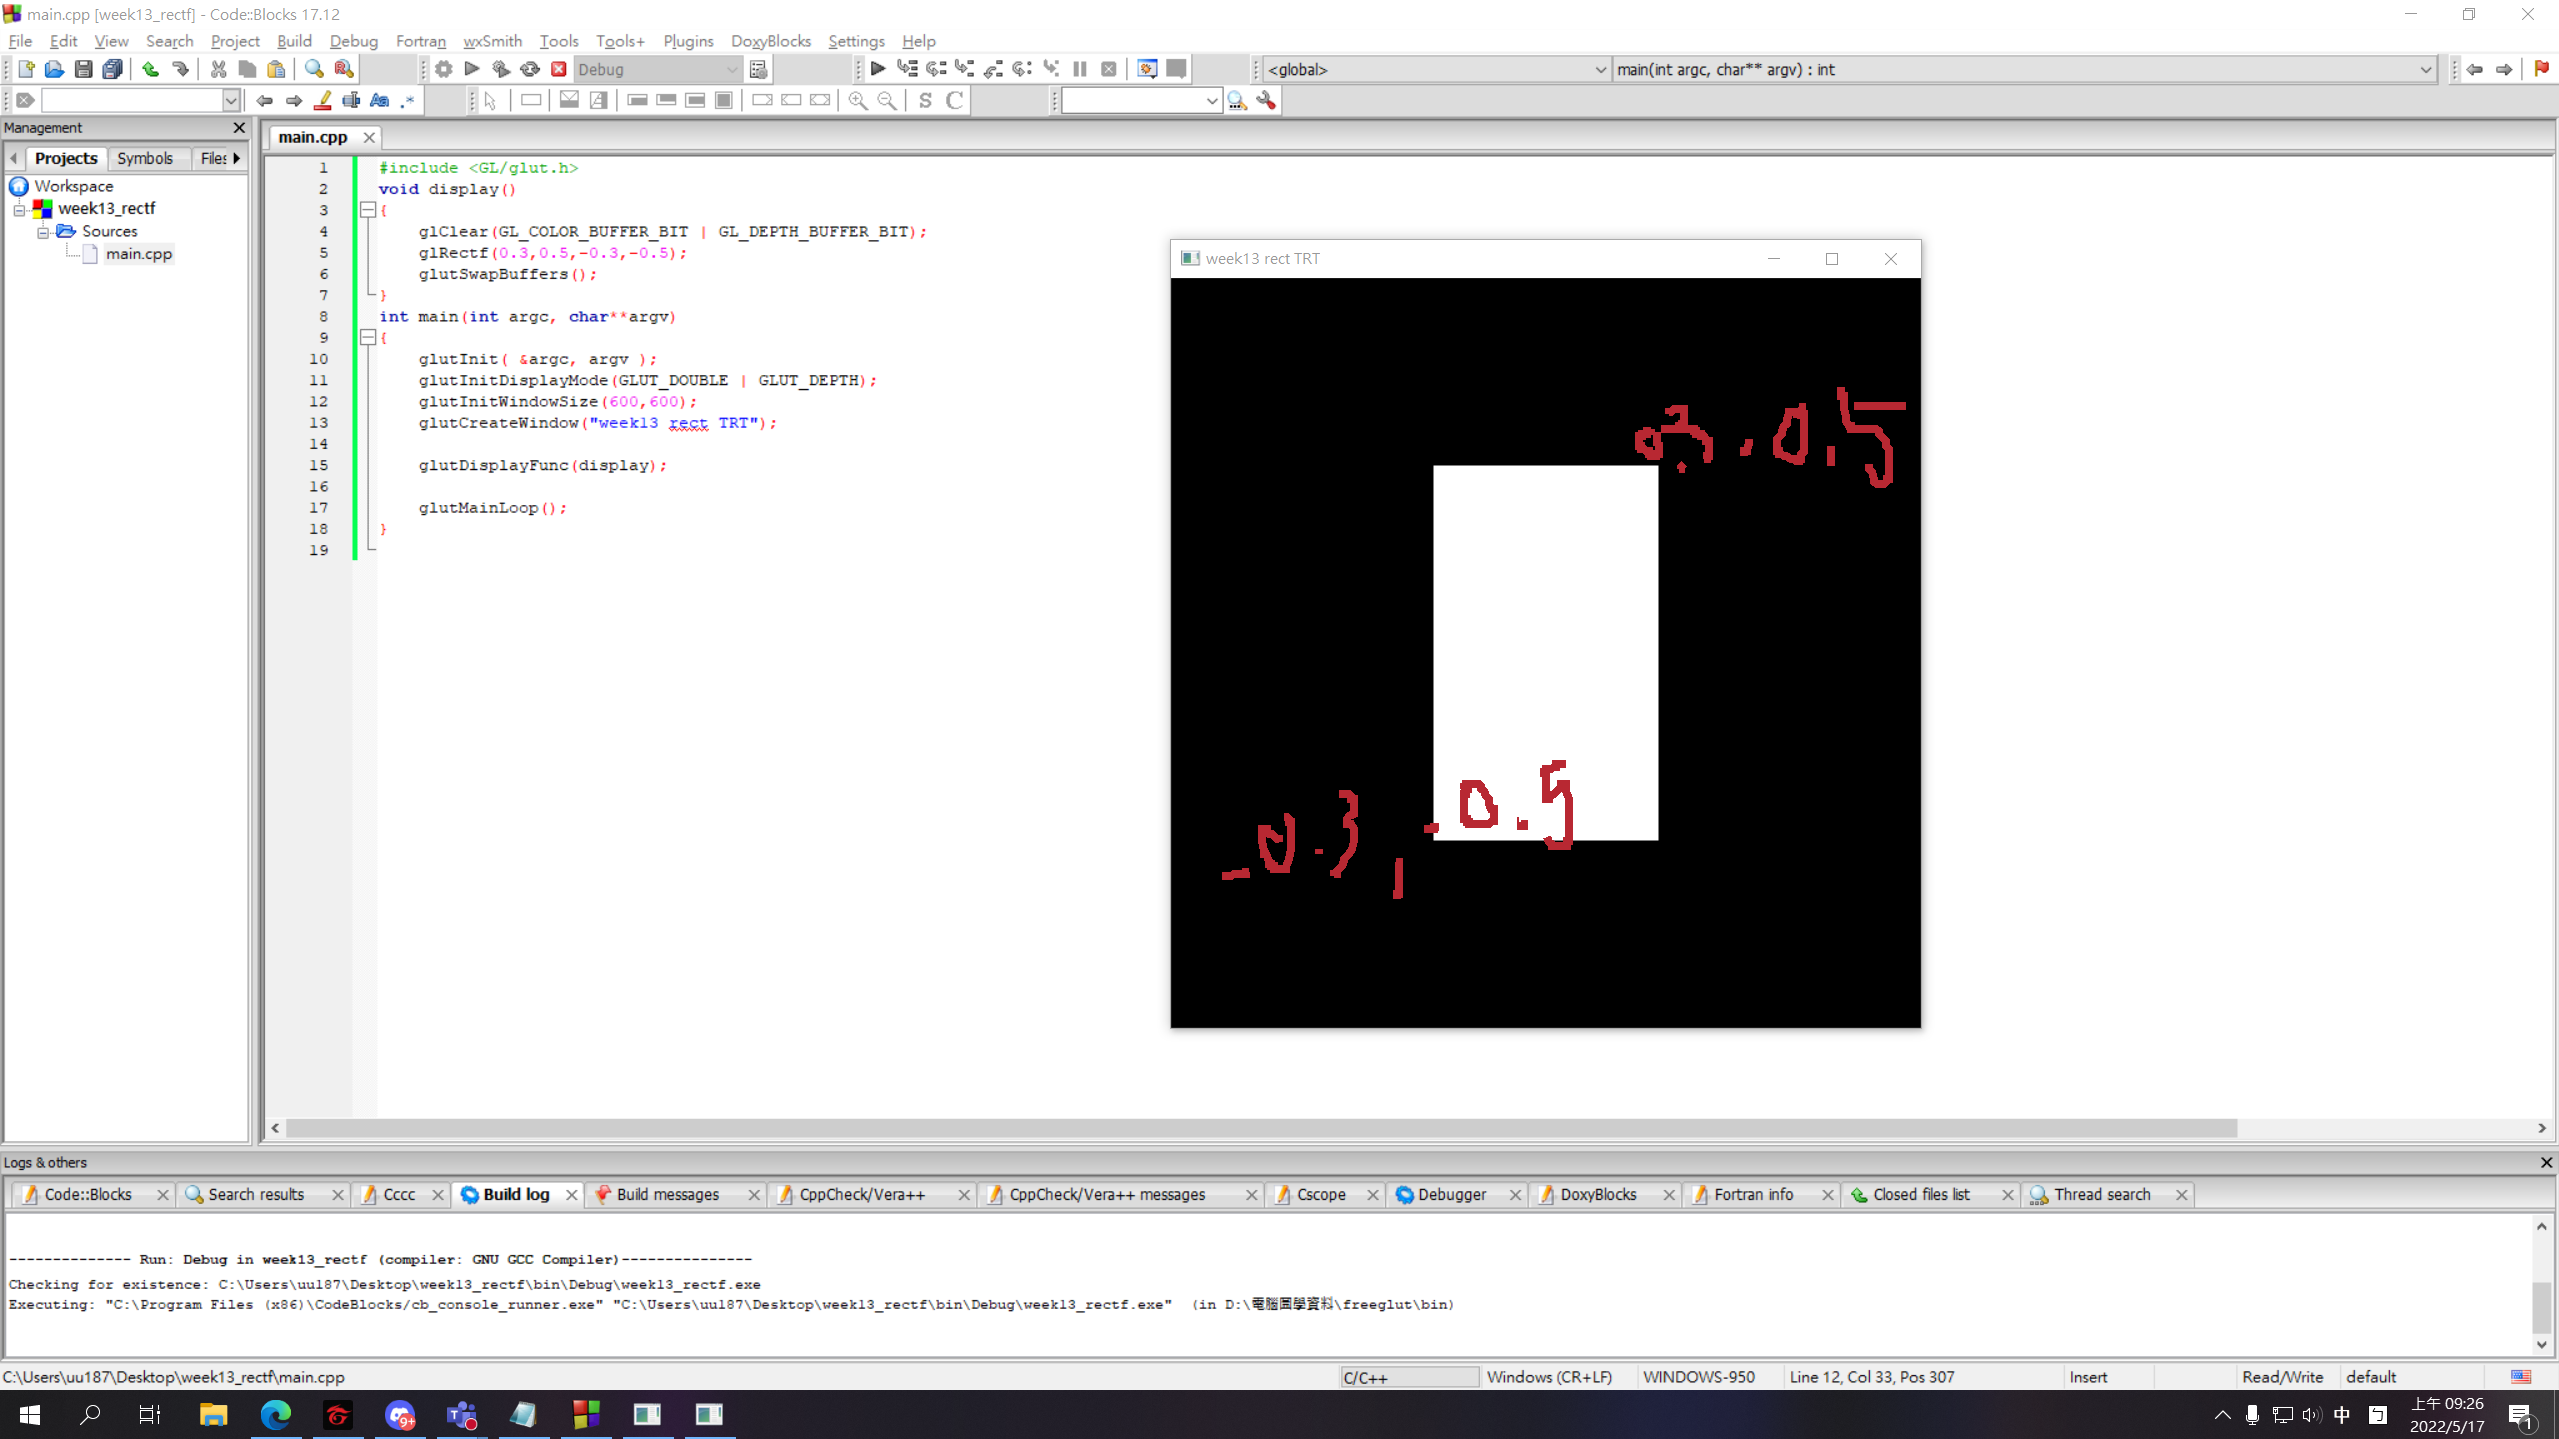 main.cpp [week13_rectf] - Code::Blocks 17.12
File Edit View Search Project Build Debug Fortran wxSmith Tools Tools+ Plugins DoxyBlocks Settings Help
Debug
<global>
main(int argc, char** argv) : int
S C
Management
main.cpp
Projects Symbols Files
Workspace
week13_rectf
Sources
main.cpp
1 #include <GL/glut.h>
2 void display()
3 {
4 glClear(GL_COLOR_BUFFER_BIT | GL_DEPTH_BUFFER_BIT);
5 glRectf(0.3,0.5,-0.3,-0.5);
6 glutSwapBuffers();
7 }
8 int main(int argc, char**argv)
9 {
10 glutInit( &argc, argv );
11 glutInitDisplayMode(GLUT_DOUBLE | GLUT_DEPTH);
12 glutInitWindowSize(600,600);
13 glutCreateWindow("week13 rect TRT");
14
15 glutDisplayFunc(display);
16
17 glutMainLoop();
18 }
19
week13 rect TRT
0.3 , 0.5
-0.3 , -0.5
Logs & others
Code::Blocks Search results Cccc Build log Build messages CppCheck/Vera++ CppCheck/Vera++ messages Cscope Debugger DoxyBlocks Fortran info Closed files list Thread search
-------------- Run: Debug in week13_rectf (compiler: GNU GCC Compiler)---------------
Checking for existence: C:\Users\uu187\Desktop\week13_rectf\bin\Debug\week13_rectf.exe
Executing: "C:\Program Files (x86)\CodeBlocks/cb_console_runner.exe" "C:\Users\uu187\Desktop\week13_rectf\bin\Debug\week13_rectf.exe" (in D:\電腦圖學資料\freeglut\bin)
C:\Users\uu187\Desktop\week13_rectf\main.cpp C/C++ Windows (CR+LF) WINDOWS-950 Line 12, Col 33, Pos 307 Insert Read/Write default
9+
中 ㄅ
上午 09:26
2022/5/17
1